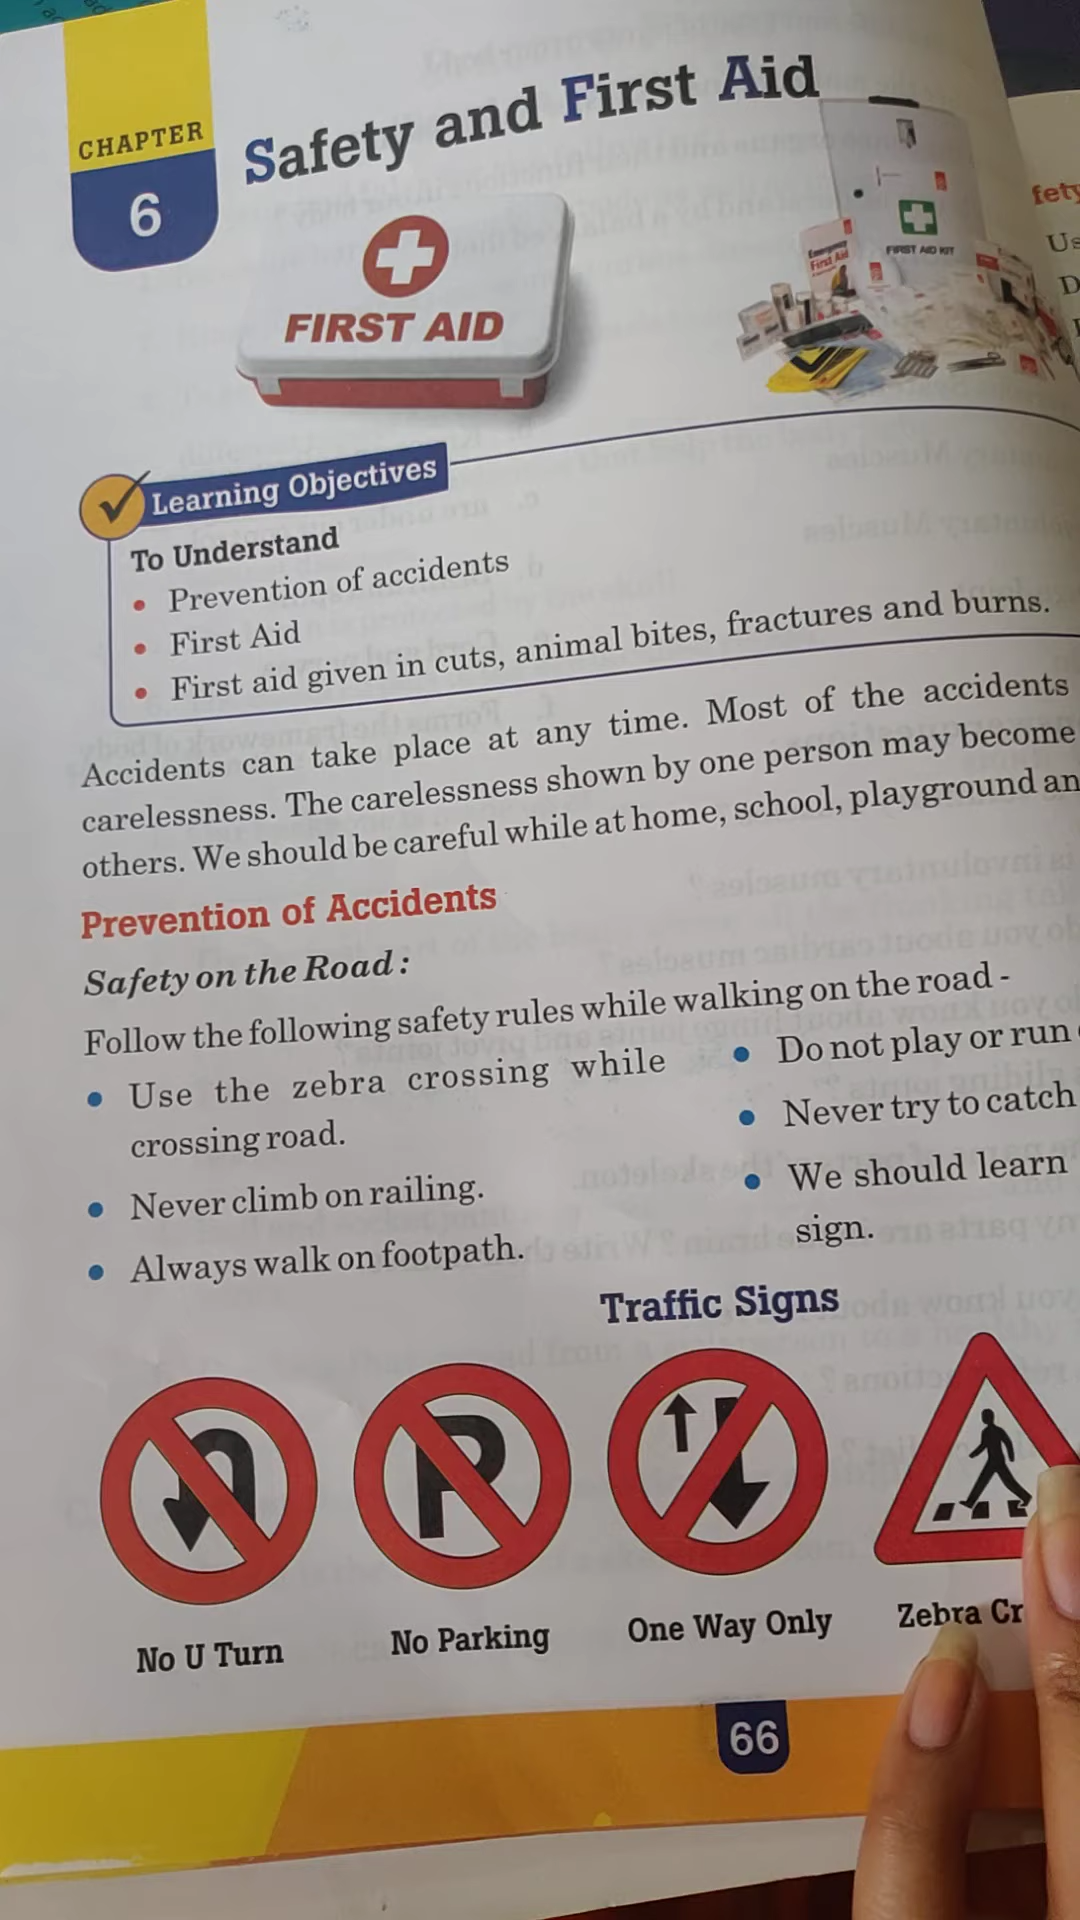 CHAPTER
6
Safety and First Aid
FIRST AID
Emergency
First Aid
FIRST AID KIT
Learning Objectives
To Understand
• Prevention of accidents
• First Aid
• First aid given in cuts, animal bites, fractures and burns.
Accidents can take place at any time. Most of the accidents
carelessness. The carelessness shown by one person may become
others. We should be careful while at home, school, playground an
Prevention of Accidents
Safety on the Road :
Follow the following safety rules while walking on the road -
• Use the zebra crossing while
crossing road.
• Never climb on railing.
• Always walk on footpath.
• Do not play or run
• Never try to catch
• We should learn
sign.
Traffic Signs
P
No U Turn
No Parking
One Way Only
Zebra Cr
66
fety
Us
D